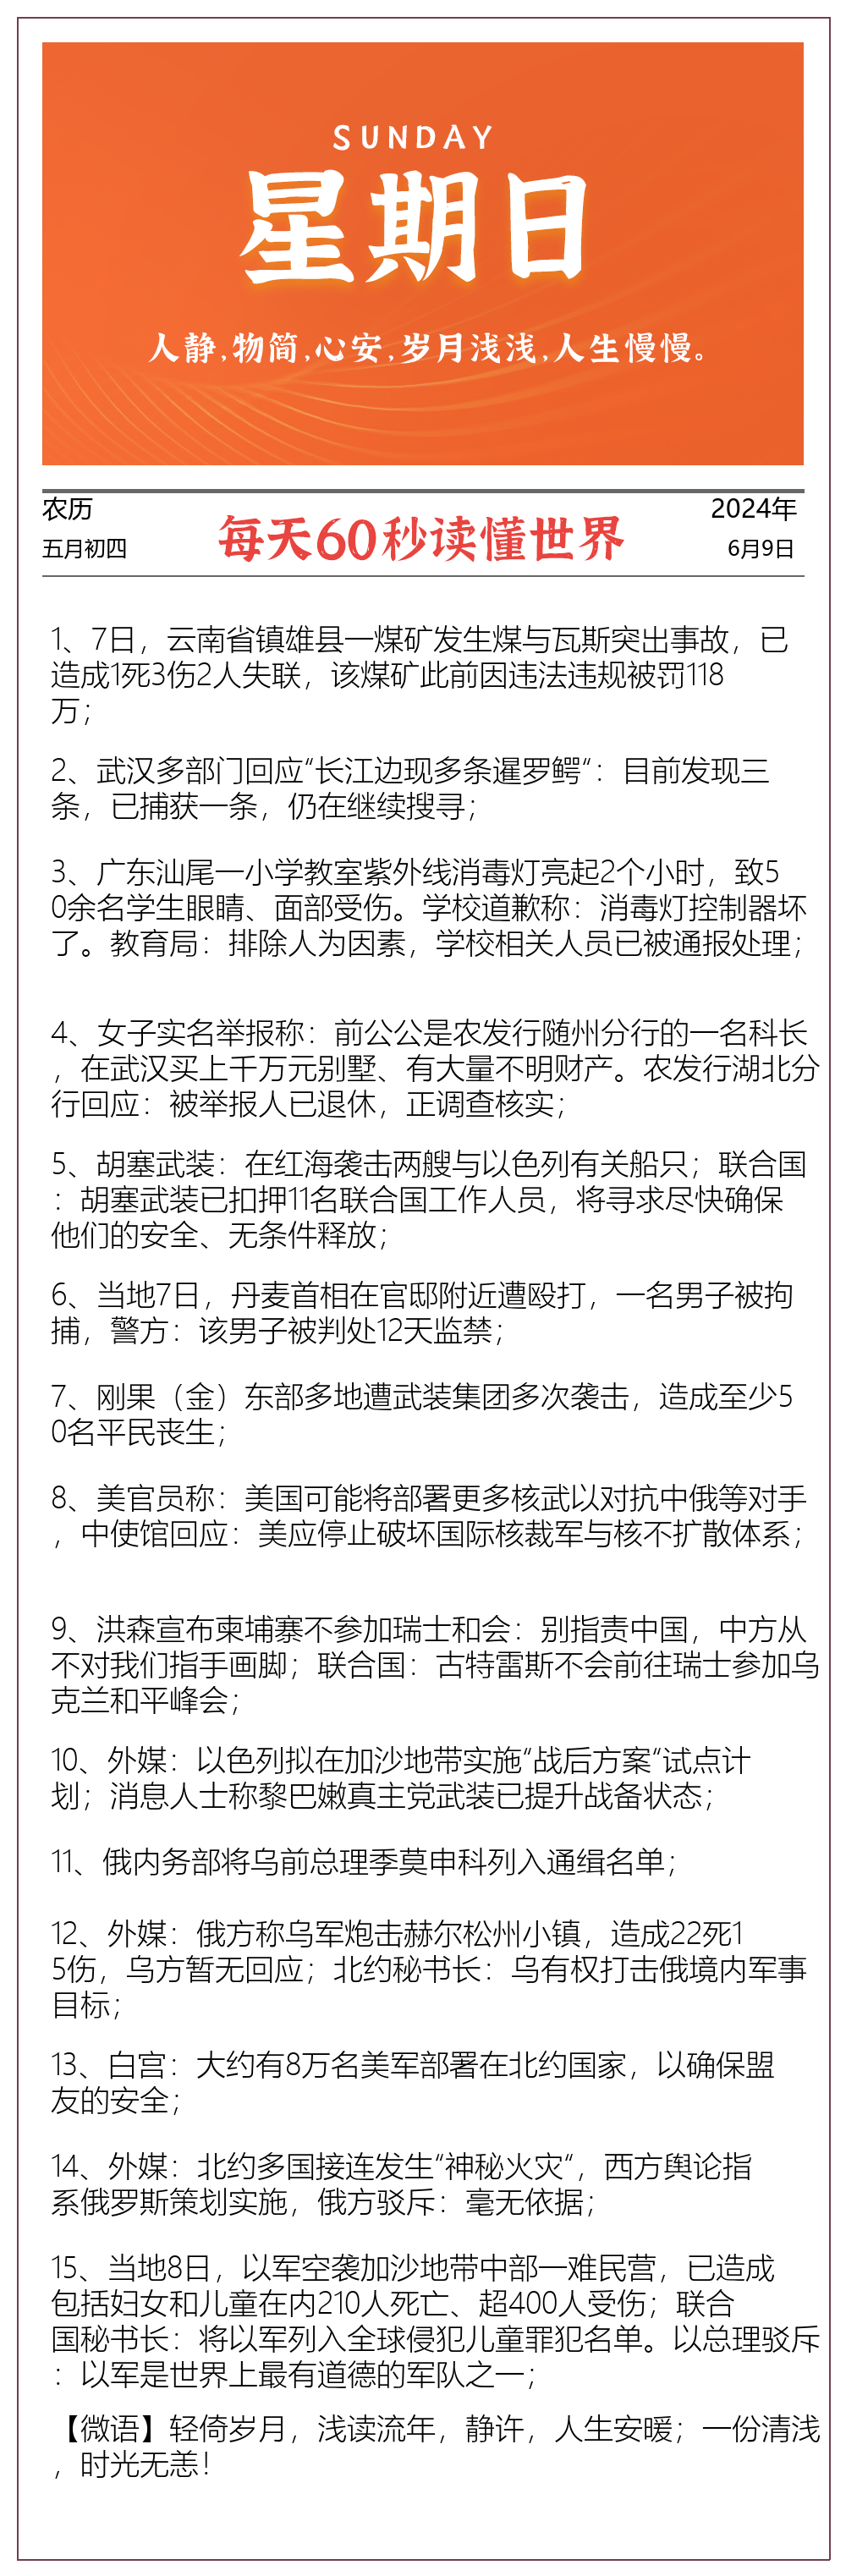 SUNDAY
星期日
人静,物简,心安,岁月浅浅,人生慢慢。
农历
五月初四
每天60秒读懂世界
2024年
6月9日
1、7日，云南省镇雄县一煤矿发生煤与瓦斯突出事故，已
造成1死3伤2人失联，该煤矿此前因违法违规被罚118
万；
2、武汉多部门回应“长江边现多条暹罗鳄“：目前发现三
条，已捕获一条，仍在继续搜寻；
3、广东汕尾一小学教室紫外线消毒灯亮起2个小时，致5
0余名学生眼睛、面部受伤。学校道歉称：消毒灯控制器坏
了。教育局：排除人为因素，学校相关人员已被通报处理；
4、女子实名举报称：前公公是农发行随州分行的一名科长
，在武汉买上千万元别墅、有大量不明财产。农发行湖北分
行回应：被举报人已退休，正调查核实；
5、胡塞武装：在红海袭击两艘与以色列有关船只；联合国
：胡塞武装已扣押11名联合国工作人员，将寻求尽快确保
他们的安全、无条件释放；
6、当地7日，丹麦首相在官邸附近遭殴打，一名男子被拘
捕，警方：该男子被判处12天监禁；
7、刚果（金）东部多地遭武装集团多次袭击，造成至少5
0名平民丧生；
8、美官员称：美国可能将部署更多核武以对抗中俄等对手
，中使馆回应：美应停止破坏国际核裁军与核不扩散体系；
9、洪森宣布柬埔寨不参加瑞士和会：别指责中国，中方从
不对我们指手画脚；联合国：古特雷斯不会前往瑞士参加乌
克兰和平峰会；
10、外媒：以色列拟在加沙地带实施“战后方案“试点计
划；消息人士称黎巴嫩真主党武装已提升战备状态；
11、俄内务部将乌前总理季莫申科列入通缉名单；
12、外媒：俄方称乌军炮击赫尔松州小镇，造成22死1
5伤，乌方暂无回应；北约秘书长：乌有权打击俄境内军事
目标；
13、白宫：大约有8万名美军部署在北约国家，以确保盟
友的安全；
14、外媒：北约多国接连发生“神秘火灾“，西方舆论指
系俄罗斯策划实施，俄方驳斥：毫无依据；
15、当地8日，以军空袭加沙地带中部一难民营，已造成
包括妇女和儿童在内210人死亡、超400人受伤；联合
国秘书长：将以军列入全球侵犯儿童罪犯名单。以总理驳斥
：以军是世界上最有道德的军队之一；
【微语】轻倚岁月，浅读流年，静许，人生安暖；一份清浅
，时光无恙！